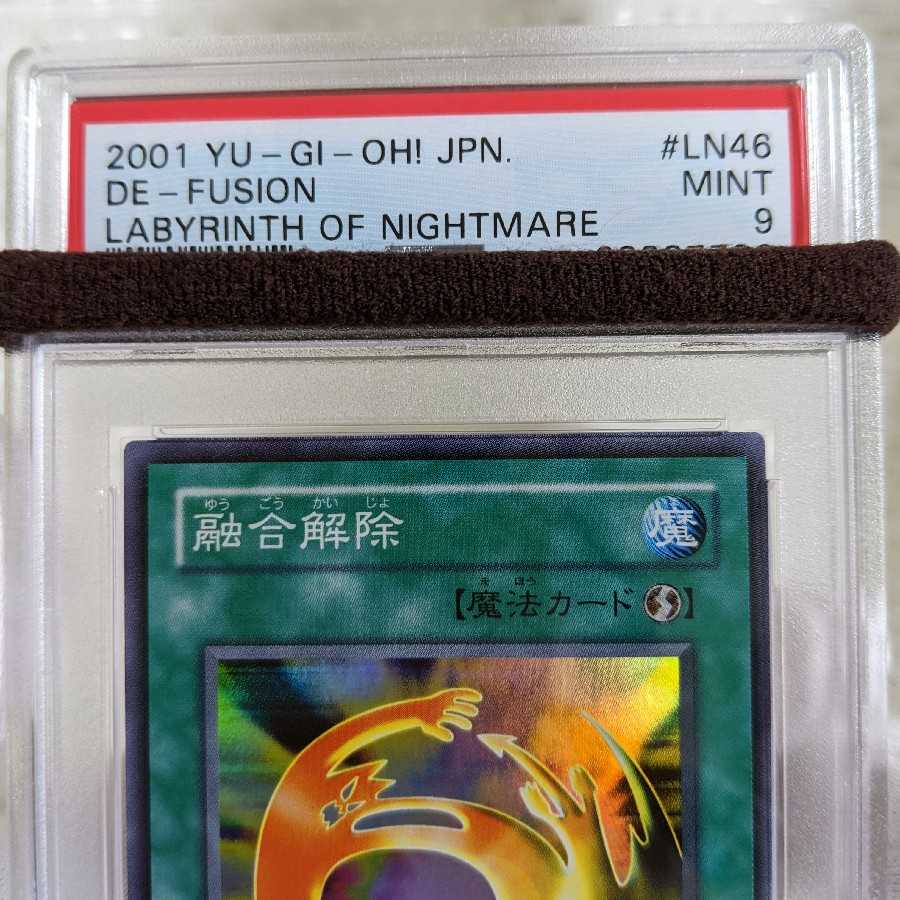 2001 YU-GI-OH! JPN. #LN46
DE-FUSION MINT
LABYRINTH OF NIGHTMARE 9
ゆう ごう かい じょ
融合解除 魔
ま ほう
【魔法カード】